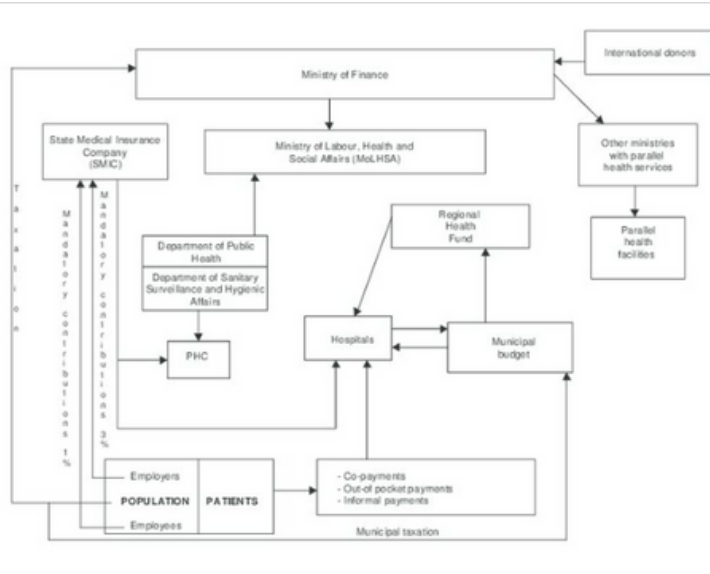 International donors
Ministry of Finance
State Medical Insurance
Company
(SMIC)
Ministry of Labour, Health and
Social Affairs (MoLHSA)
Other ministries
with parallel
health services
Taxation
Mandatory contributions 1%
Mandatory contributions 3%
Regional
Health
Fund
Parallel
health
facilities
Department of Public
Health
Department of Sanitary
Surveillance and Hygienic
Affairs
Hospitals
Municipal
budget
PHC
Employers
POPULATION
PATIENTS
Employees
- Co-payments
- Out-of pocket payments
- Informal payments
Municipal taxation